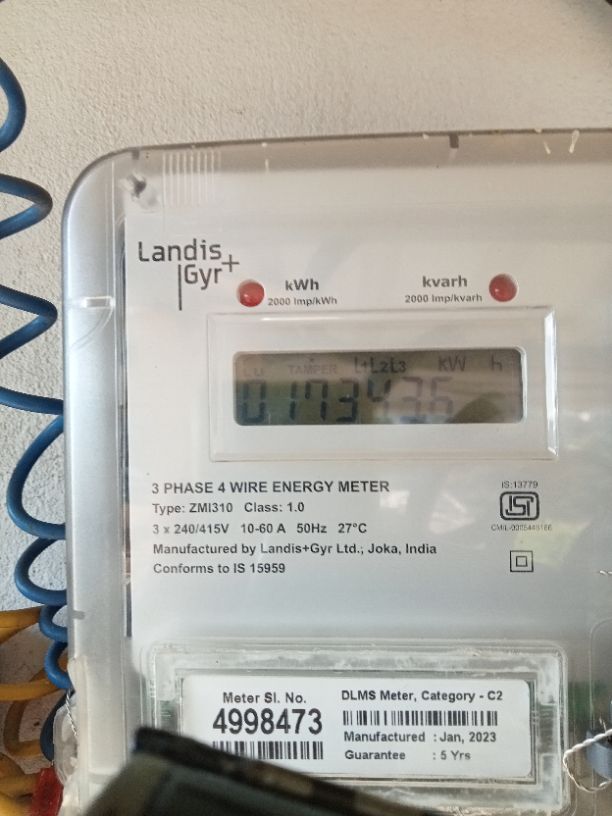 Landis
Gyr+
kWh
2000 Imp/kWh
kvarh
2000 Imp/kvarh
TAMPER L1L2L3 KW h
3 PHASE 4 WIRE ENERGY METER
Type: ZMI310 Class: 1.0
3 x 240/415V 10-60 A 50Hz 27°C
Manufactured by Landis+Gyr Ltd.; Joka, India
Conforms to IS 15959
IS:13779
Meter Sl. No.
4998473
DLMS Meter, Category - C2
Manufactured : Jan, 2023
Guarantee : 5 Yrs